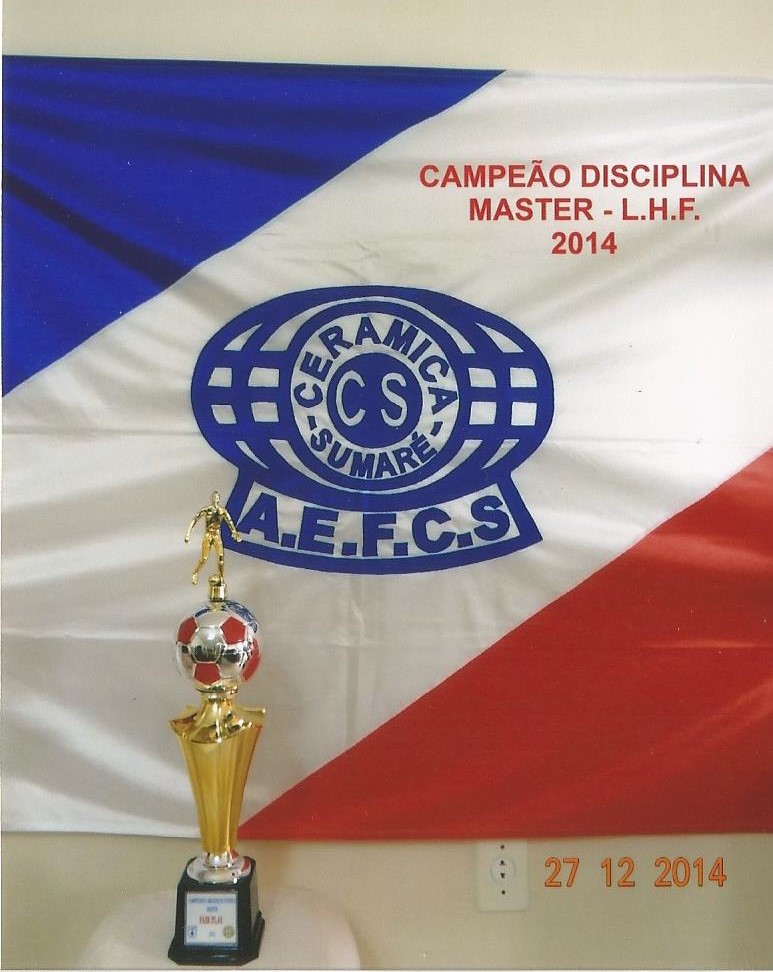 CAMPEÃO DISCIPLINA
MASTER - L.H.F.
2014
CERAMICA
CS
- SUMARÉ -
A.E.F.C.S
FAIR PLAY
27 12 2014